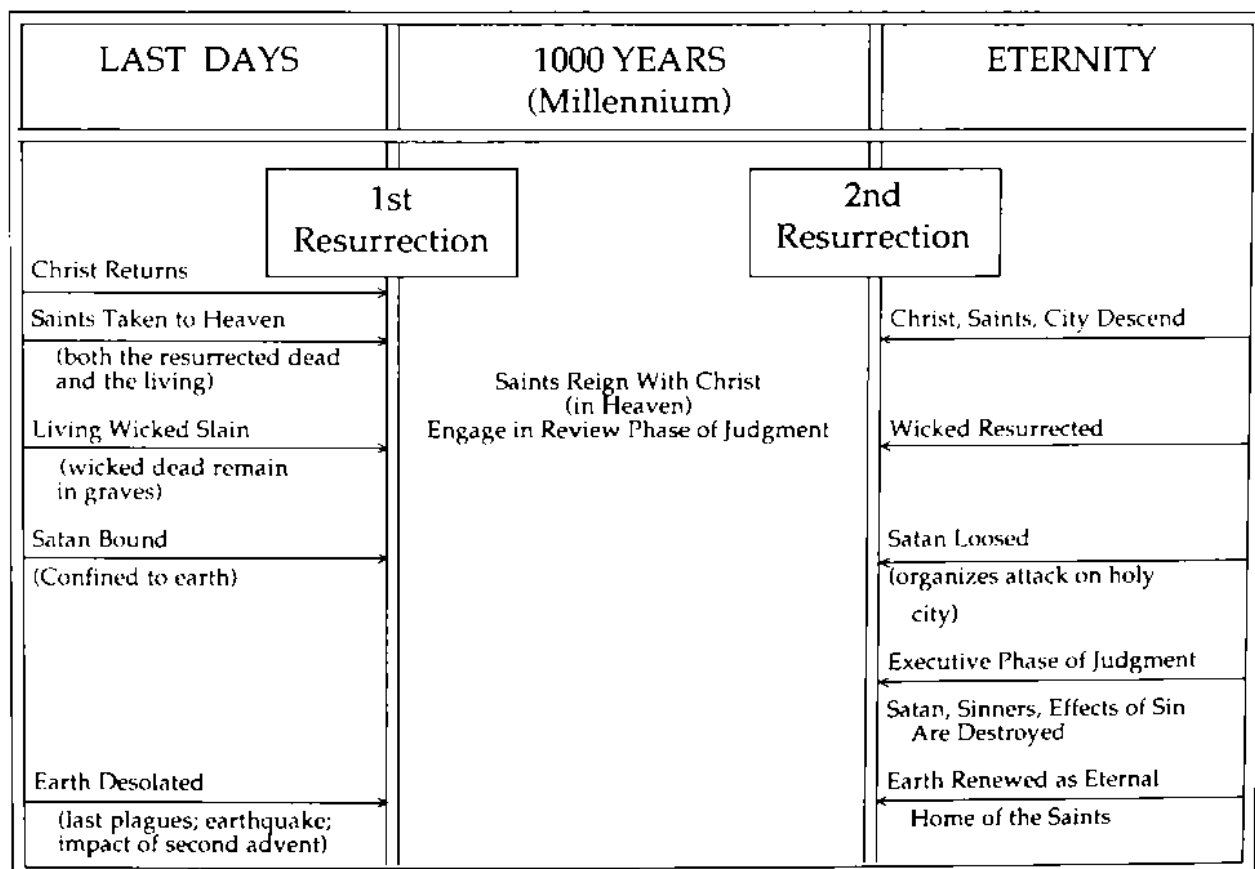 LAST DAYS
1000 YEARS
(Millennium)
ETERNITY
1st
Resurrection
2nd
Resurrection
Christ Returns
Saints Taken to Heaven
(both the resurrected dead
and the living)
Living Wicked Slain
(wicked dead remain
in graves)
Satan Bound
(Confined to earth)
Earth Desolated
(last plagues; earthquake;
impact of second advent)
Saints Reign With Christ
(in Heaven)
Engage in Review Phase of Judgment
Christ, Saints, City Descend
Wicked Resurrected
Satan Loosed
(organizes attack on holy
city)
Executive Phase of Judgment
Satan, Sinners, Effects of Sin
Are Destroyed
Earth Renewed as Eternal
Home of the Saints